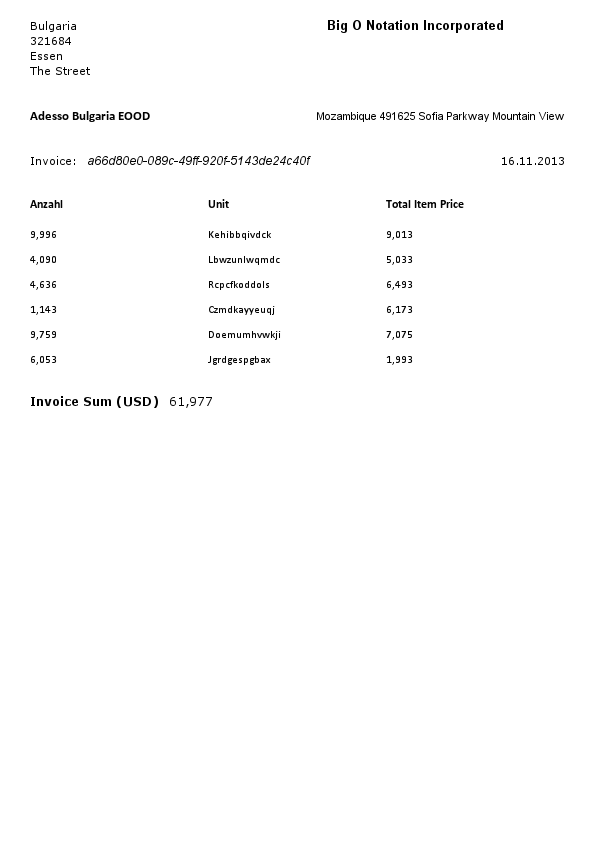 Bulgaria
321684
Essen
The Street
Big O Notation Incorporated
Adesso Bulgaria EOOD
Mozambique 491625 Sofia Parkway Mountain View
Invoice: a66d80e0-089c-49ff-920f-5143de24c40f
16.11.2013
Anzahl Unit Total Item Price
9,996 Kehibbqivdck 9,013
4,090 Lbwzunlwqmdc 5,033
4,636 Rcpcfkoddols 6,493
1,143 Czmdkayyeuqj 6,173
9,759 Doemumhvwkji 7,075
6,053 Jgrdgespgbax 1,993
Invoice Sum (USD) 61,977